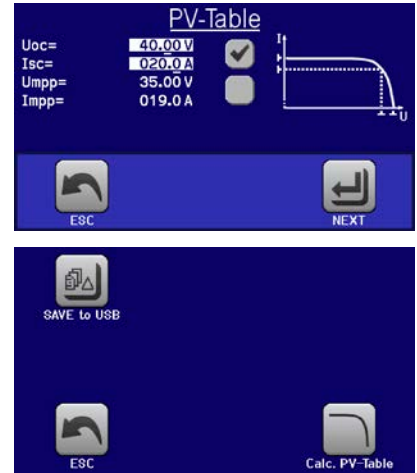 PV-Table
Uoc= 40.00 V
Isc= 020.0 A
Umpp= 35.00 V
Impp= 019.0 A
I
U
ESC NEXT
SAVE to USB
ESC Calc. PV-Table